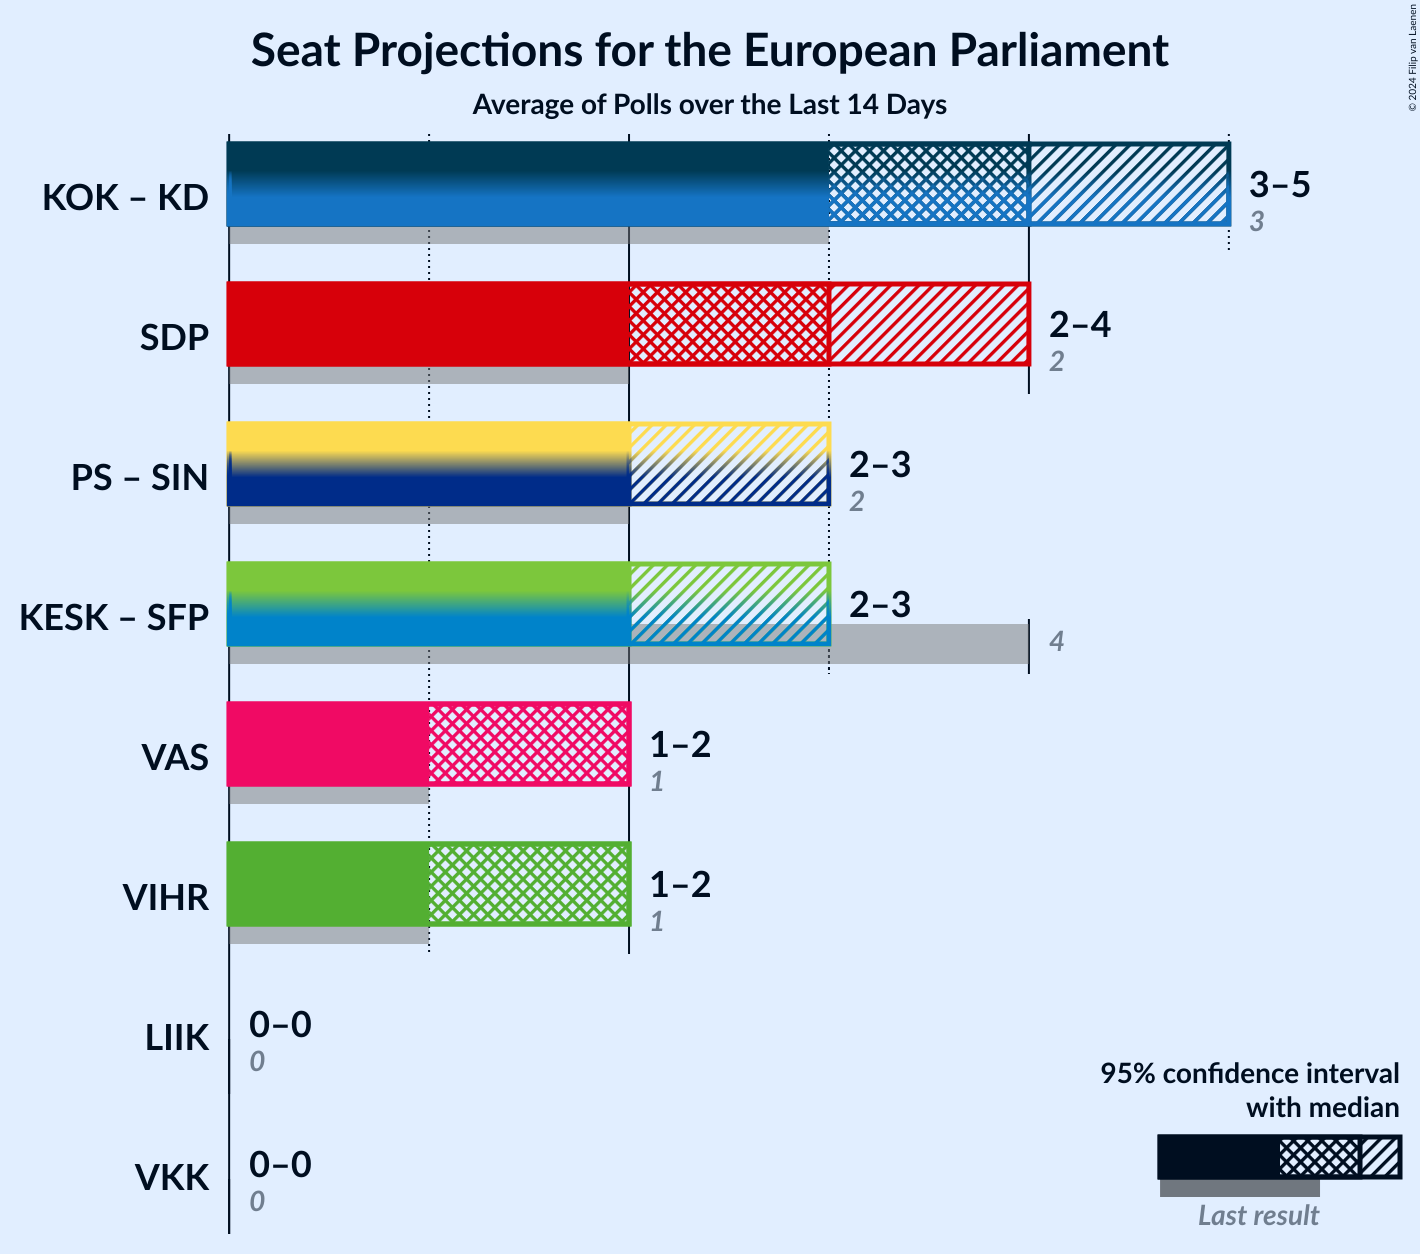 Seat Projections for the European Parliament
Average of Polls over the Last 14 Days
© 2024 Filip van Laenen
KOK – KD
3–5
3
SDP
2–4
2
PS – SIN
2–3
2
KESK – SFP
2–3
4
VAS
1–2
1
VIHR
1–2
1
LIIK
0–0
0
VKK
0–0
0
95% confidence interval
with median
Last result